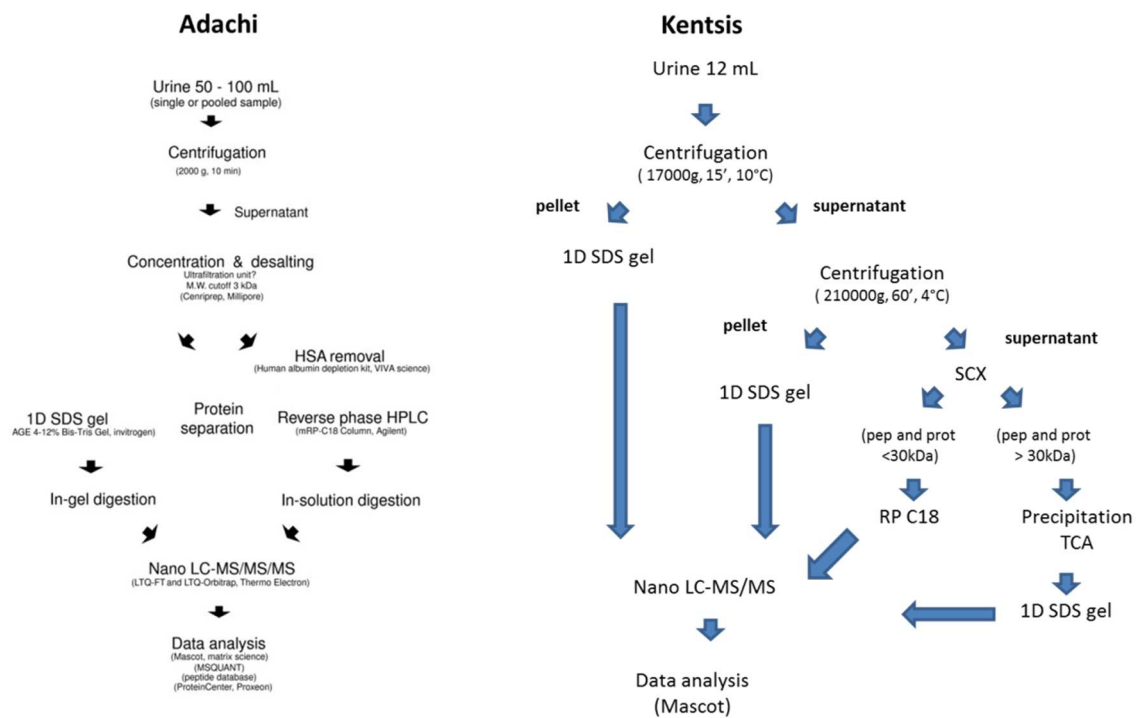 Adachi
Urine 50 - 100 mL
(single or pooled sample)
Centrifugation
(2000 g, 10 min)
Supernatant
Concentration & desalting
Ultrafiltration unit?
M.W. cutoff 3 kDa
(Cenriprep, Millipore)
HSA removal
(Human albumin depletion kit, VIVA science)
Protein
separation
1D SDS gel
AGE 4-12% Bis-Tris Gel, invitrogen)
Reverse phase HPLC
(mRP-C18 Column, Agilent)
In-gel digestion
In-solution digestion
Nano LC-MS/MS/MS
(LTQ-FT and LTQ-Orbitrap, Thermo Electron)
Data analysis
(Mascot, matrix science)
(MSQUANT)
(peptide database)
(ProteinCenter, Proxeon)
Kentsis
Urine 12 mL
Centrifugation
( 17000g, 15’, 10°C)
pellet
supernatant
1D SDS gel
Centrifugation
( 210000g, 60’, 4°C)
pellet
supernatant
1D SDS gel
SCX
(pep and prot
<30kDa)
(pep and prot
> 30kDa)
RP C18
Precipitation
TCA
1D SDS gel
Nano LC-MS/MS
Data analysis
(Mascot)